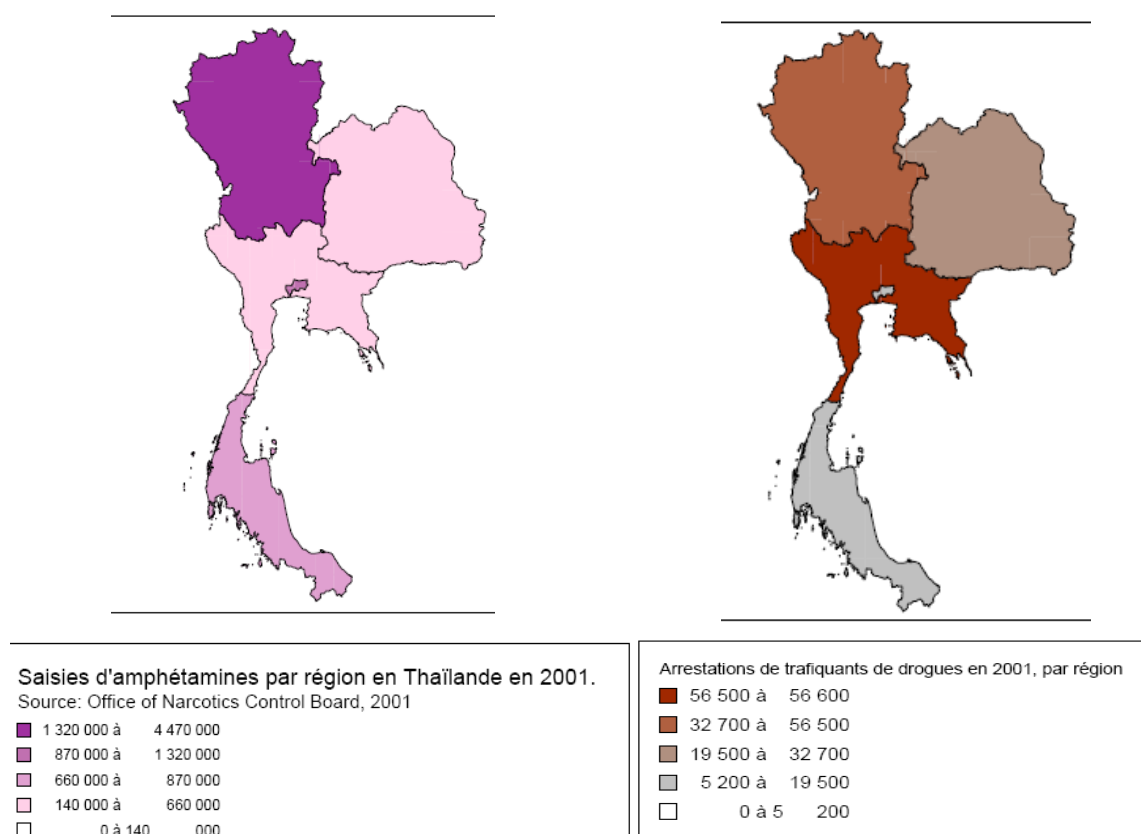 Saisies d'amphétamines par région en Thaïlande en 2001.
Source: Office of Narcotics Control Board, 2001
1 320 000 à 4 470 000
870 000 à 1 320 000
660 000 à 870 000
140 000 à 660 000
0 à 140 000
Arrestations de trafiquants de drogues en 2001, par région
56 500 à 56 600
32 700 à 56 500
19 500 à 32 700
5 200 à 19 500
0 à 5 200